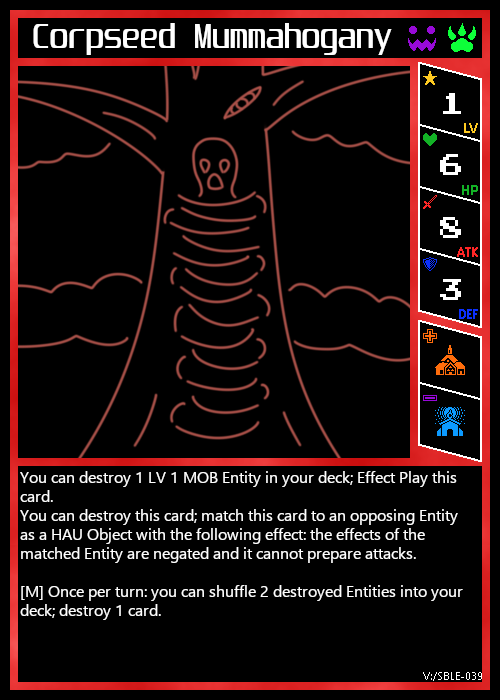 Corpseed Mummahogany
1
LV
6
HP
8
ATK
3
DEF
You can destroy 1 LV 1 MOB Entity in your deck; Effect Play this
card.
You can destroy this card; match this card to an opposing Entity
as a HAU Object with the following effect: the effects of the
matched Entity are negated and it cannot prepare attacks.
[M] Once per turn: you can shuffle 2 destroyed Entities into your
deck; destroy 1 card.
V:/SBLE-039